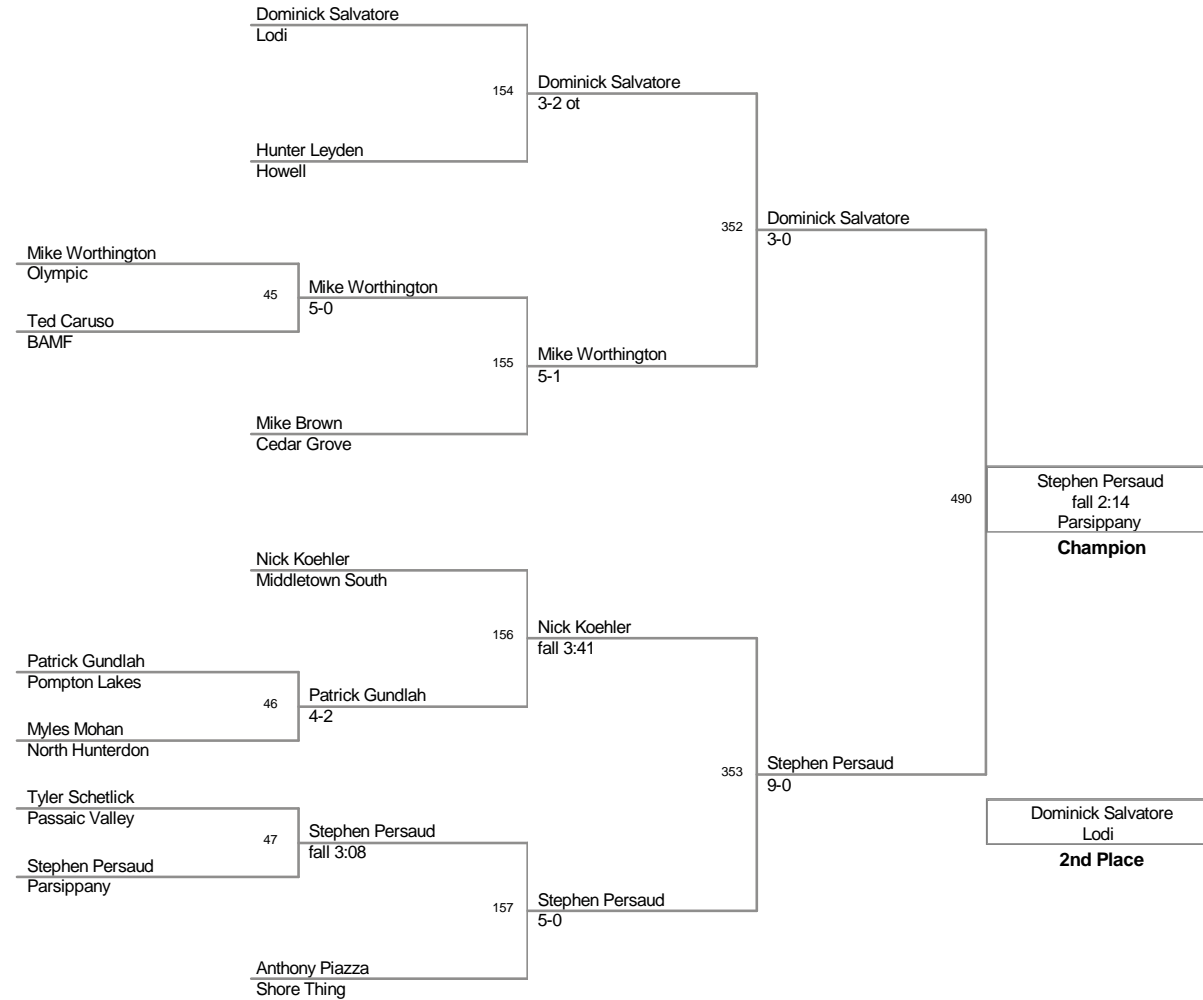 Dominick Salvatore
Lodi
154
Dominick Salvatore
3-2 ot
Hunter Leyden
Howell
352
Dominick Salvatore
3-0
Mike Worthington
Olympic
45
Mike Worthington
5-0
Ted Caruso
BAMF
155
Mike Worthington
5-1
Mike Brown
Cedar Grove
490
Stephen Persaud
fall 2:14
Parsippany
Champion
Nick Koehler
Middletown South
156
Nick Koehler
fall 3:41
Patrick Gundlah
Pompton Lakes
46
Patrick Gundlah
4-2
Myles Mohan
North Hunterdon
353
Stephen Persaud
9-0
Tyler Schetlick
Passaic Valley
47
Stephen Persaud
fall 3:08
Stephen Persaud
Parsippany
157
Stephen Persaud
5-0
Anthony Piazza
Shore Thing
Dominick Salvatore
Lodi
2nd Place